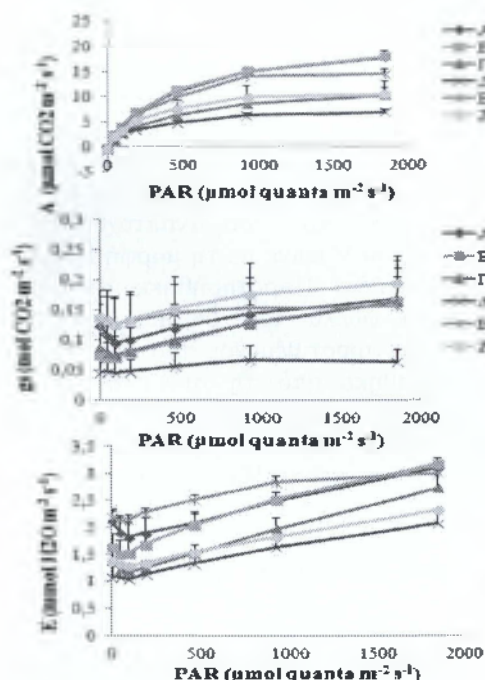 A (μmol CO2 m⁻² s⁻¹)
25
20
15
10
5
0
-5
0 500 1000 1500 2000
PAR (μmol quanta m⁻² s⁻¹)
gs (mol CO2 m⁻² s⁻¹)
0,3
0,25
0,2
0,15
0,1
0,05
0
0 500 1000 1500 2000
PAR (μmol quanta m⁻² s⁻¹)
Β
Γ
E (mmol H2O m⁻² s⁻¹)
3,5
3
2,5
2
1,5
1
0,5
0
0 500 1000 1500 2000
PAR (μmol quanta m⁻² s⁻¹)